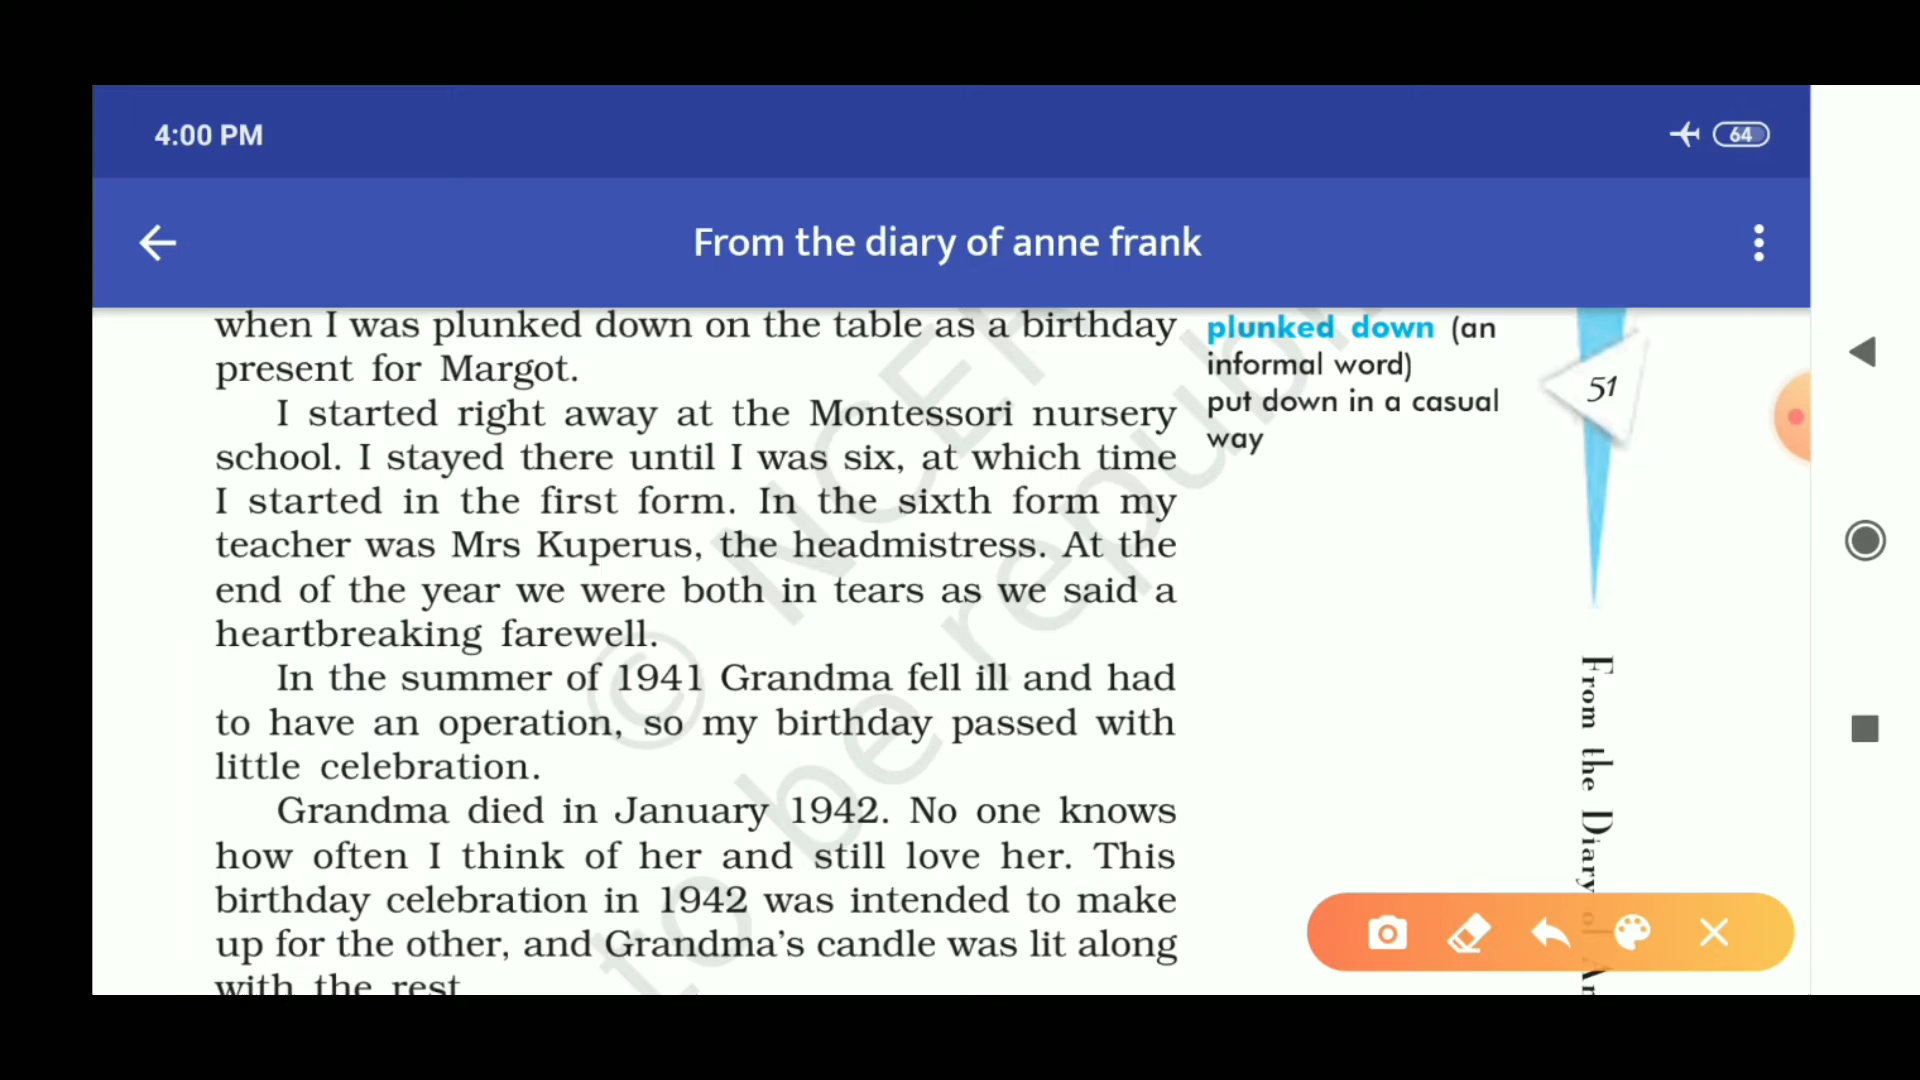 4:00 PM
64
From the diary of anne frank
when I was plunked down on the table as a birthday
present for Margot.
I started right away at the Montessori nursery
school. I stayed there until I was six, at which time
I started in the first form. In the sixth form my
teacher was Mrs Kuperus, the headmistress. At the
end of the year we were both in tears as we said a
heartbreaking farewell.
In the summer of 1941 Grandma fell ill and had
to have an operation, so my birthday passed with
little celebration.
Grandma died in January 1942. No one knows
how often I think of her and still love her. This
birthday celebration in 1942 was intended to make
up for the other, and Grandma's candle was lit along
with the rest
plunked down (an
informal word)
put down in a casual
way
51
From the Diary of
©
to be republi